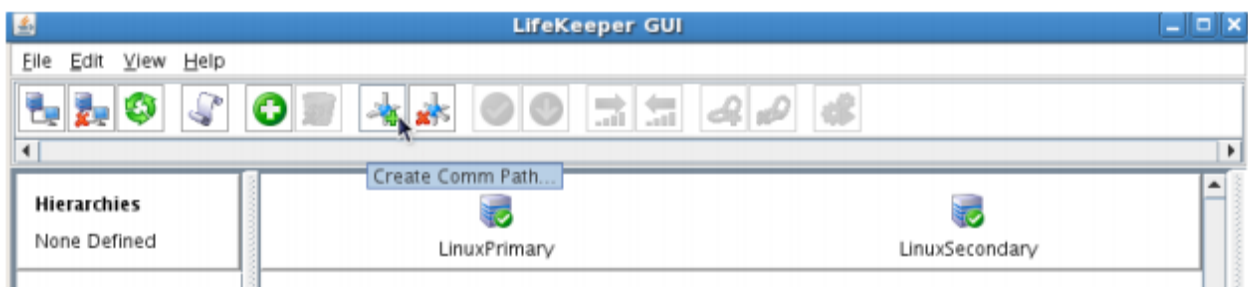 LifeKeeper GUI
File Edit View Help
Create Comm Path...
Hierarchies
None Defined
LinuxPrimary
LinuxSecondary